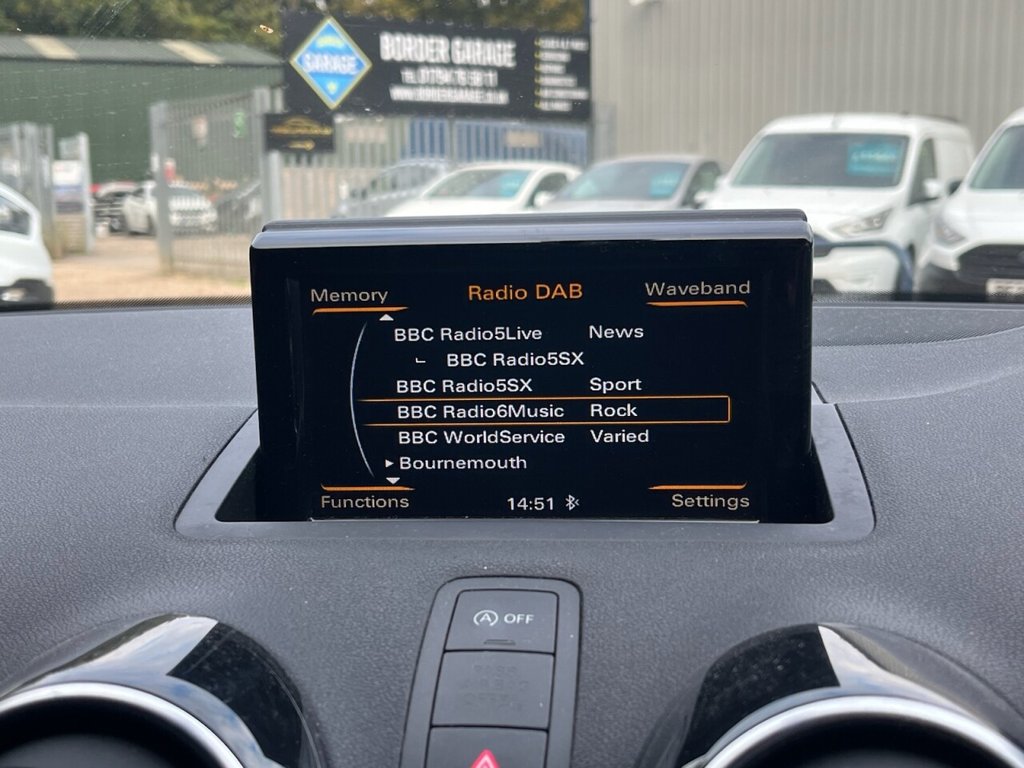 GARAGE
BORDER GARAGE
Memory
Radio DAB
Waveband
BBC Radio5Live News
BBC Radio5SX
BBC Radio5SX Sport
BBC Radio6Music Rock
BBC WorldService Varied
Bournemouth
Functions
14:51
Settings
A OFF